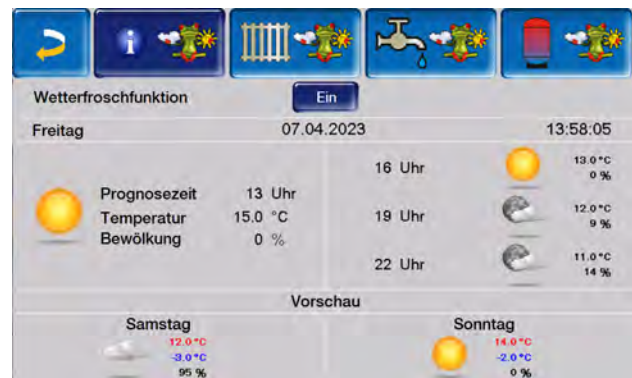 i
Wetterfroschfunktion Ein
Freitag 07.04.2023 13:58:05
Prognosezeit 13 Uhr
Temperatur 15.0 °C
Bewölkung 0 %
16 Uhr 13.0°C
0 %
19 Uhr 12.0°C
9 %
22 Uhr 11.0°C
14 %
Vorschau
Samstag
12.0°C
-3.0°C
95 %
Sonntag
14.0°C
-2.0°C
0 %